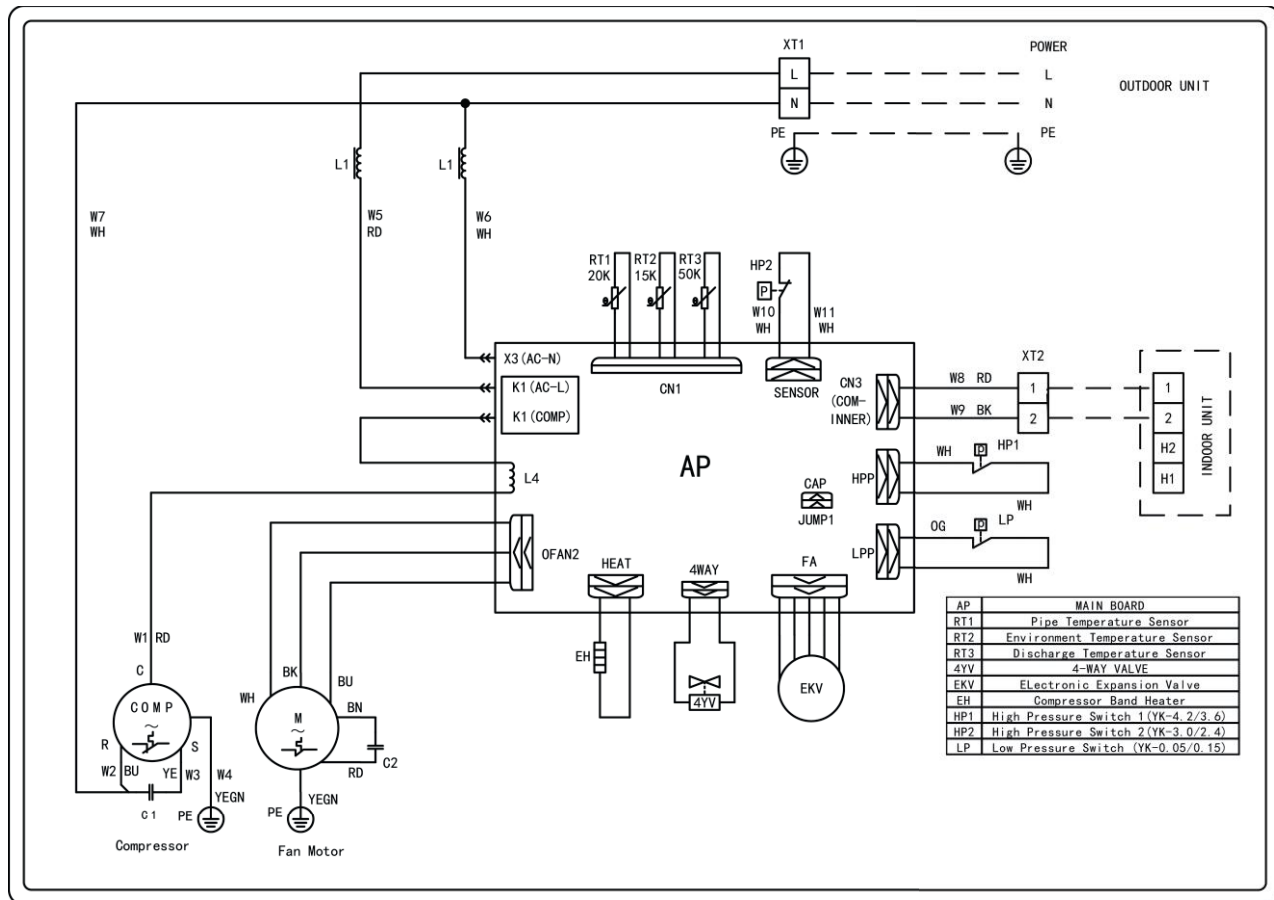 XT1
POWER
L
L
OUTDOOR UNIT
N
N
PE
PE
L1
L1
W7
WH
W5
RD
W6
WH
RT1
20K
RT2
15K
RT3
50K
HP2
P
W10
WH
W11
WH
X3(AC-N)
K1(AC-L)
K1(COMP)
CN1
SENSOR
CN3
(COM-
INNER)
W8 RD
W9 BK
XT2
1
2
1
2
H2
H1
INDOOR UNIT
L4
AP
HPP
WH
P
HP1
WH
CAP
JUMP1
OFAN2
LPP
OG
P
LP
WH
HEAT
4WAY
FA
EH
4YV
EKV
W1 RD
C
COMP
~
R
S
W2 BU
YE W3
W4
YEGN
C1
PE
Compressor
WH
BK
BU
BN
M
~
C2
RD
YEGN
PE
Fan Motor
AP MAIN BOARD
RT1 Pipe Temperature Sensor
RT2 Environment Temperature Sensor
RT3 Discharge Temperature Sensor
4YV 4-WAY VALVE
EKV ELectronic Expansion Valve
EH Compressor Band Heater
HP1 High Pressure Switch 1(YK-4.2/3.6)
HP2 High Pressure Switch 2(YK-3.0/2.4)
LP Low Pressure Switch (YK-0.05/0.15)